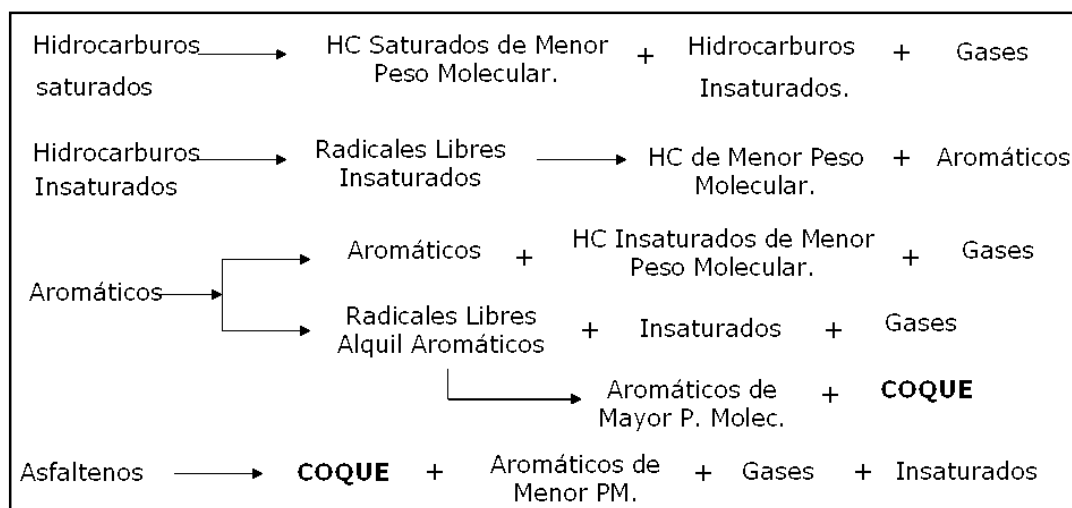 Hidrocarburos saturados HC Saturados de Menor Peso Molecular. + Hidrocarburos Insaturados. + Gases
Hidrocarburos Insaturados Radicales Libres Insaturados HC de Menor Peso Molecular. + Aromáticos
Aromáticos
Aromáticos + HC Insaturados de Menor Peso Molecular. + Gases
Radicales Libres Alquil Aromáticos + Insaturados + Gases
Aromáticos de Mayor P. Molec. + COQUE
Asfaltenos COQUE + Aromáticos de Menor PM. + Gases + Insaturados